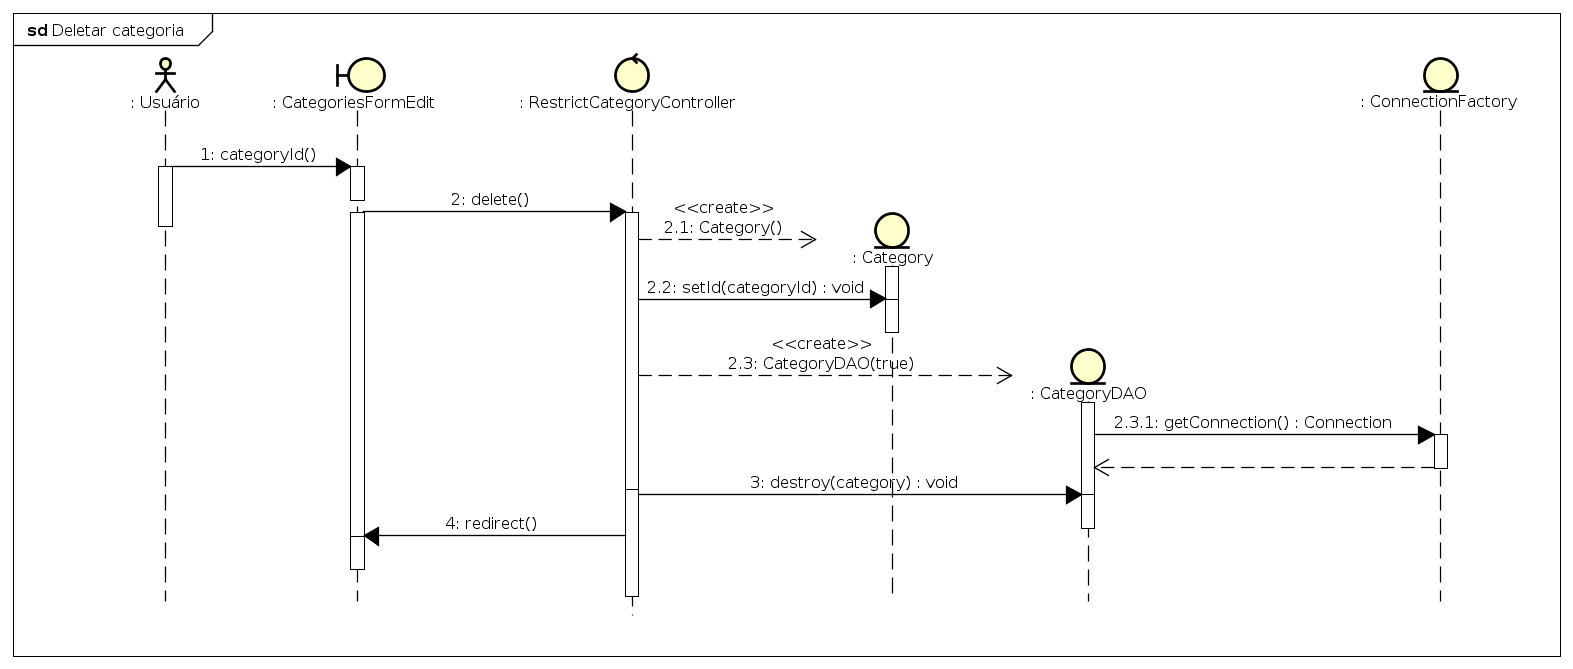 sd Deletar categoria
: Usuário
: CategoriesFormEdit
: RestrictCategoryController
: ConnectionFactory
1: categoryId()
2: delete()
<<create>>
2.1: Category()
: Category
2.2: setId(categoryId) : void
<<create>>
2.3: CategoryDAO(true)
: CategoryDAO
2.3.1: getConnection() : Connection
3: destroy(category) : void
4: redirect()